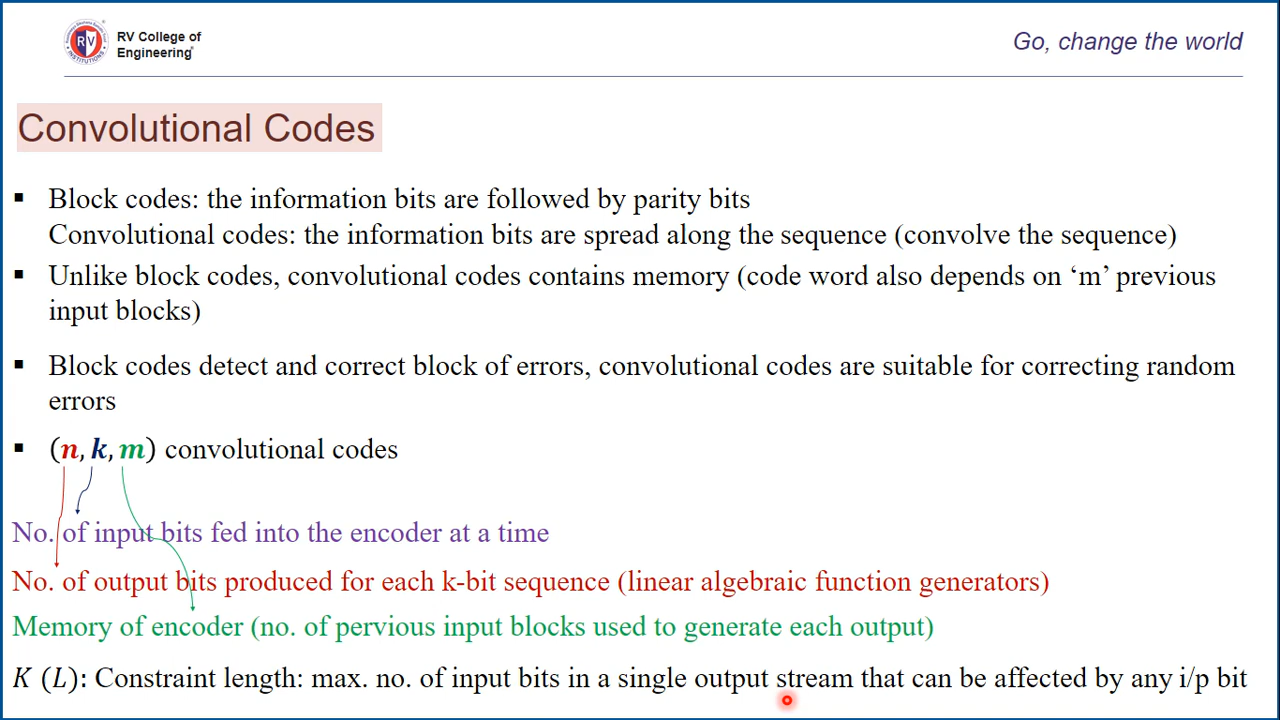 RV College of
Engineering
Go, change the world
Convolutional Codes
▪ Block codes: the information bits are followed by parity bits
Convolutional codes: the information bits are spread along the sequence (convolve the sequence)
▪ Unlike block codes, convolutional codes contains memory (code word also depends on ‘m’ previous
input blocks)
▪ Block codes detect and correct block of errors, convolutional codes are suitable for correcting random
errors
▪ (n, k, m) convolutional codes
No. of input bits fed into the encoder at a time
No. of output bits produced for each k-bit sequence (linear algebraic function generators)
Memory of encoder (no. of pervious input blocks used to generate each output)
K (L): Constraint length: max. no. of input bits in a single output stream that can be affected by any i/p bit